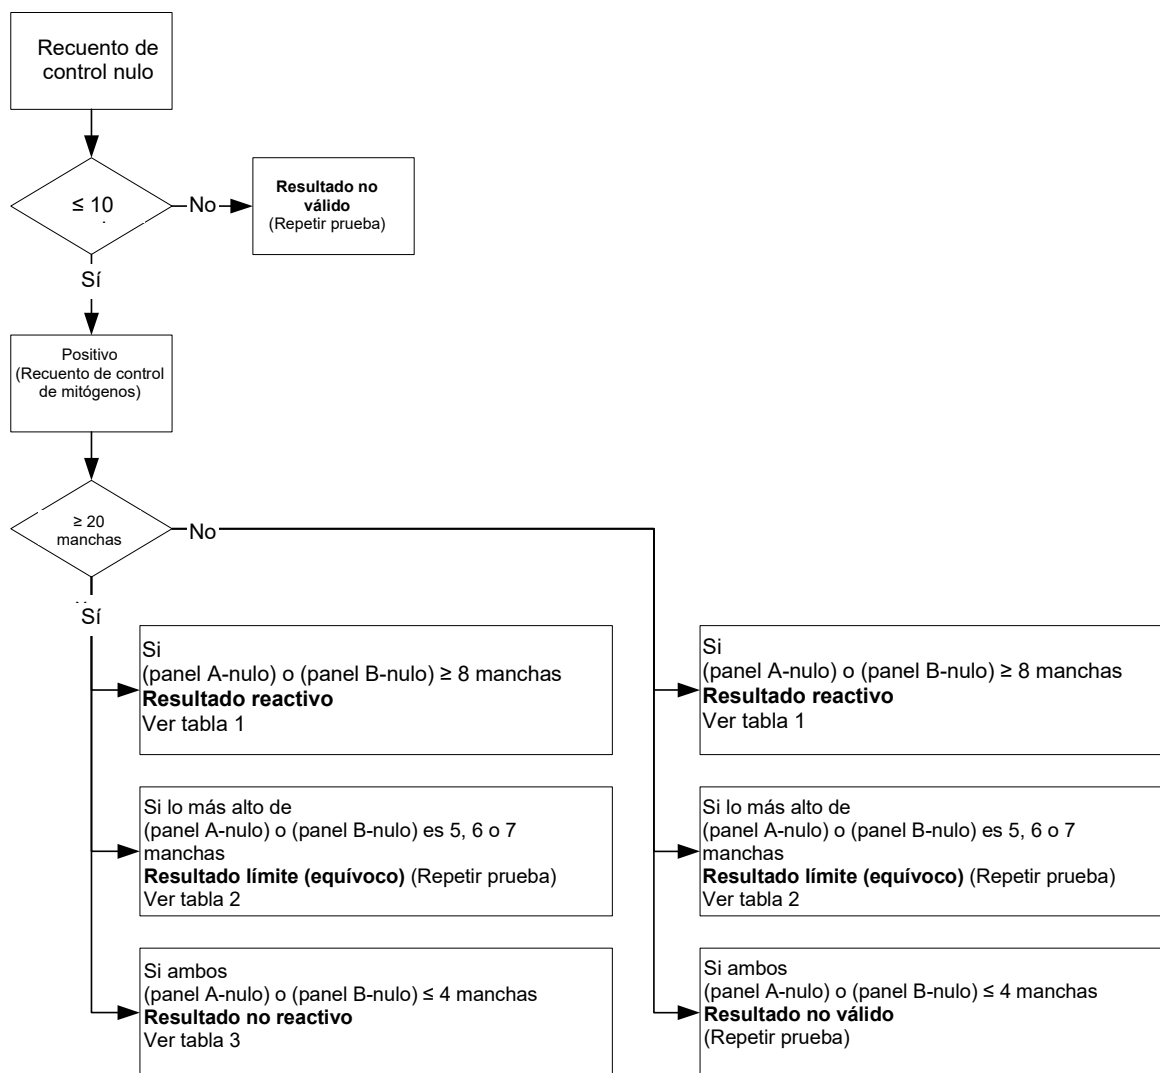 Recuento de
control nulo
≤ 10
No
Resultado no
válido
(Repetir prueba)
Sí
Positivo
(Recuento de control
de mitógenos)
≥ 20
manchas
No
Sí
Si
(panel A-nulo) o (panel B-nulo) ≥ 8 manchas
Resultado reactivo
Ver tabla 1
Si
(panel A-nulo) o (panel B-nulo) ≥ 8 manchas
Resultado reactivo
Ver tabla 1
Si lo más alto de
(panel A-nulo) o (panel B-nulo) es 5, 6 o 7
manchas
Resultado límite (equívoco) (Repetir prueba)
Ver tabla 2
Si lo más alto de
(panel A-nulo) o (panel B-nulo) es 5, 6 o 7
manchas
Resultado límite (equívoco) (Repetir prueba)
Ver tabla 2
Si ambos
(panel A-nulo) o (panel B-nulo) ≤ 4 manchas
Resultado no reactivo
Ver tabla 3
Si ambos
(panel A-nulo) o (panel B-nulo) ≤ 4 manchas
Resultado no válido
(Repetir prueba)